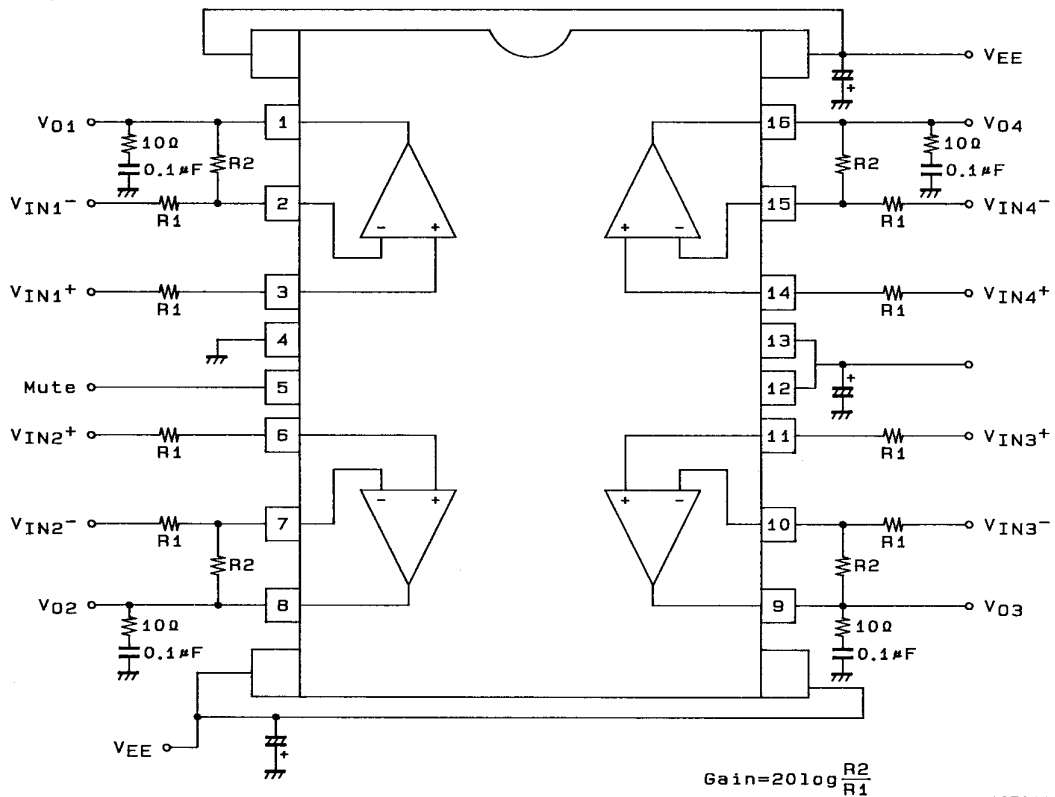 VEE
VO1
1
16
VO4
10Ω
R2
R2
10Ω
0.1μF
0.1μF
VIN1-
R1
2
- +
+ -
15
R1
VIN4-
VIN1+
R1
3
14
R1
VIN4+
4
13
Mute
5
12
+
VIN2+
R1
6
11
R1
VIN3+
VIN2-
R1
7
- +
+ -
10
R1
VIN3-
R2
R2
VO2
8
9
VO3
10Ω
10Ω
0.1μF
0.1μF
VEE
+
Gain=20log R2/R1